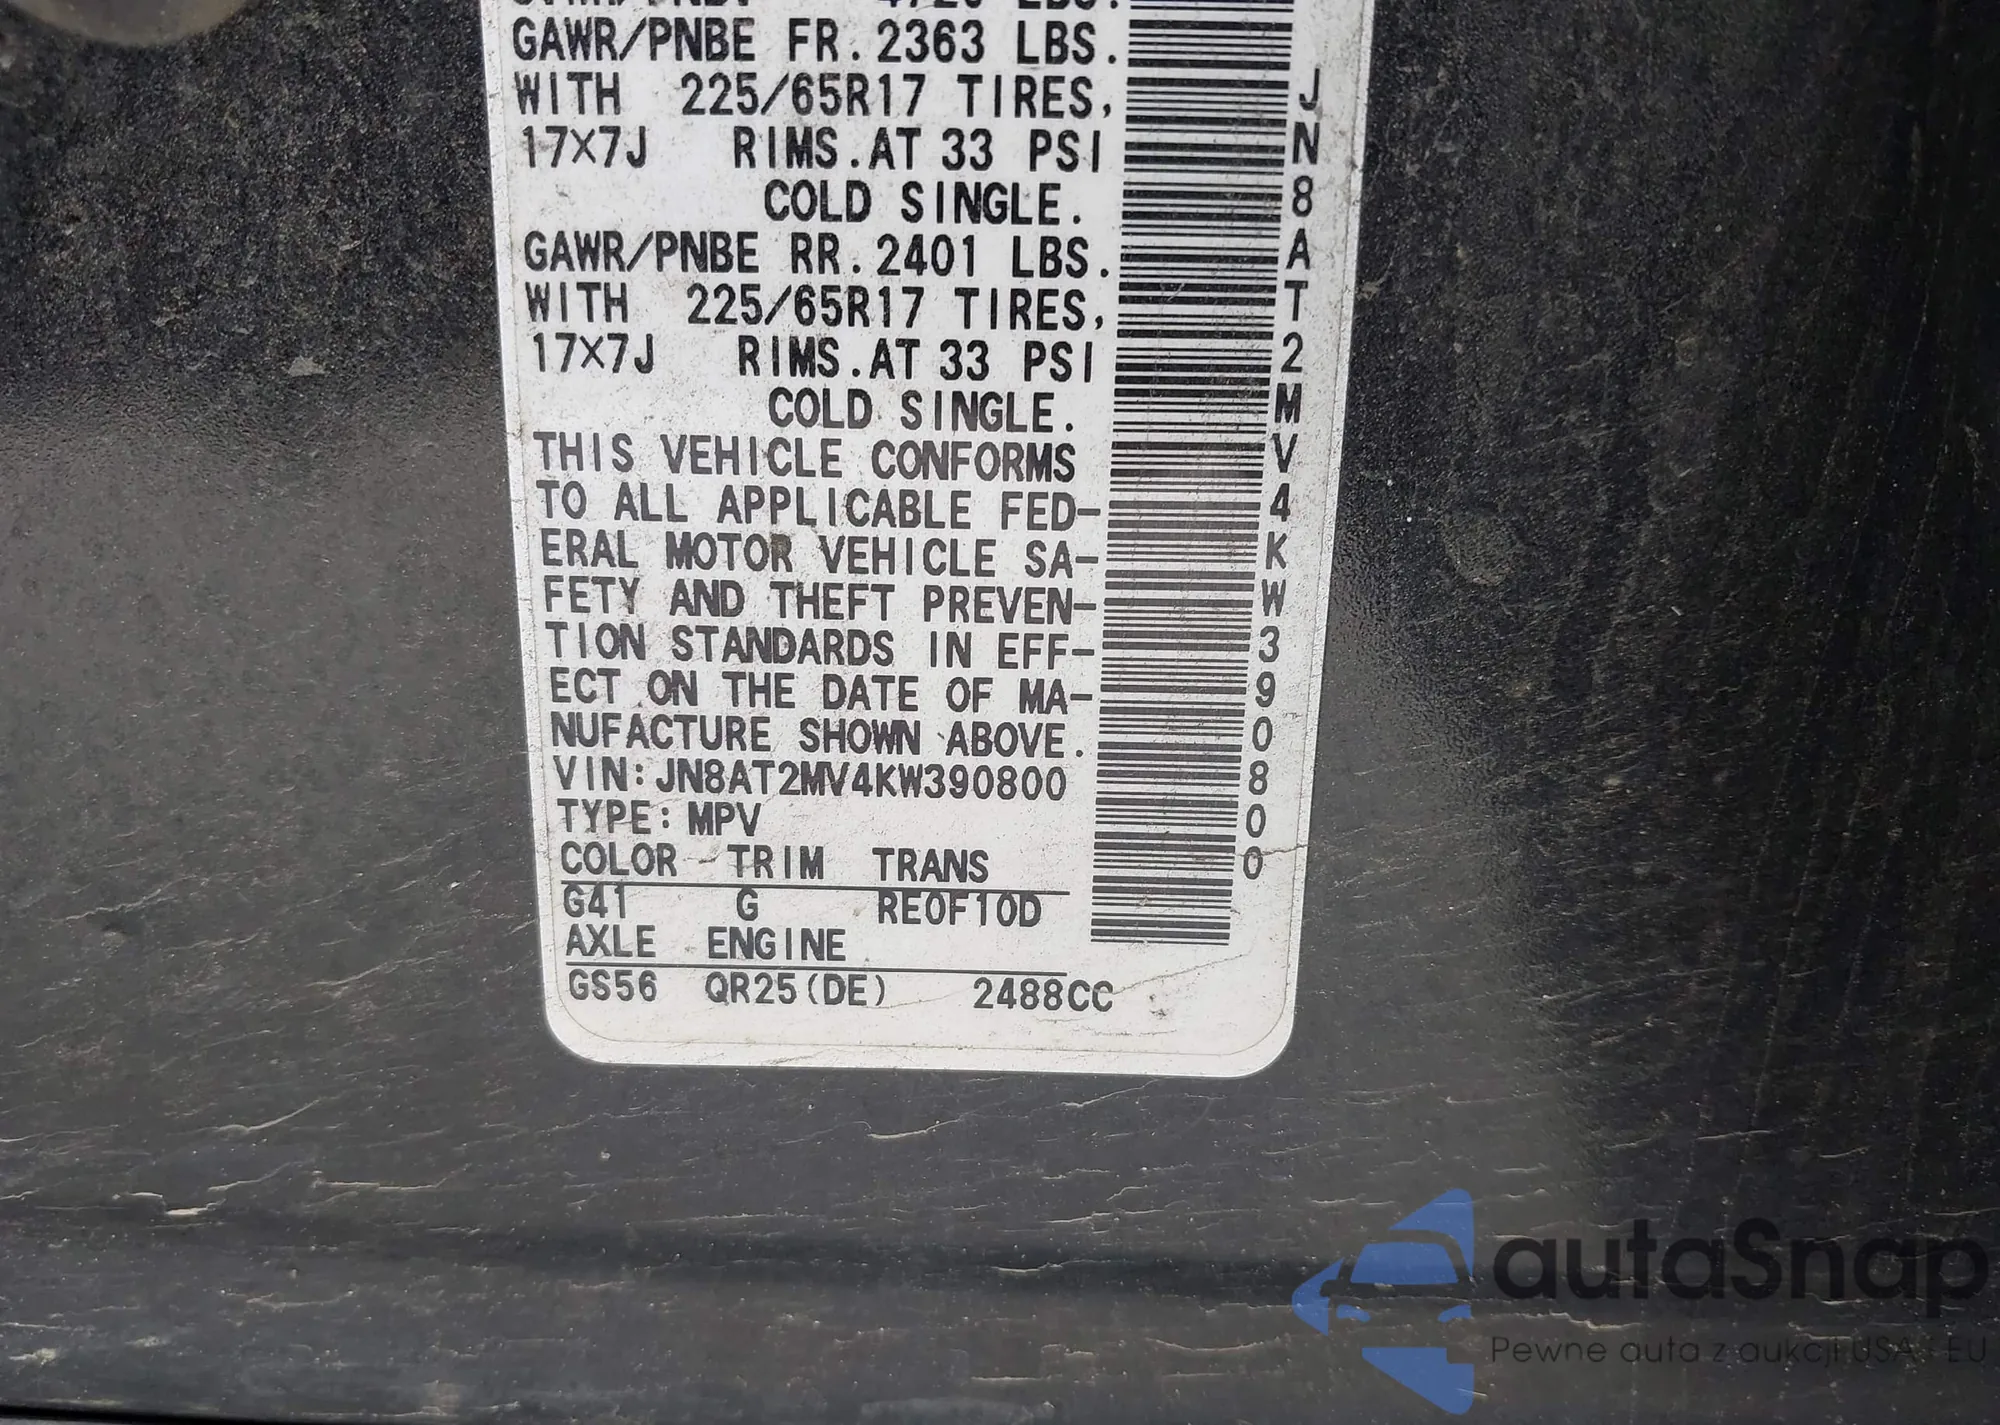 GAWR/PNBE FR. 2363 LBS.
WITH 225/65R17 TIRES,
17X7J RIMS. AT 33 PSI
COLD SINGLE.
GAWR/PNBE RR. 2401 LBS.
WITH 225/65R17 TIRES,
17X7J RIMS. AT 33 PSI
COLD SINGLE.
THIS VEHICLE CONFORMS
TO ALL APPLICABLE FED-
ERAL MOTOR VEHICLE SA-
FETY AND THEFT PREVEN-
TION STANDARDS IN EFF-
ECT ON THE DATE OF MA-
NUFACTURE SHOWN ABOVE.
VIN: JN8AT2MV4KW390800
TYPE: MPV
COLOR TRIM TRANS
G41 G RE0F10D
AXLE ENGINE
GS56 QR25(DE) 2488CC
JN8AT2MV4KW390800
autaSnap
Pewne auta z aukcji USA i EU